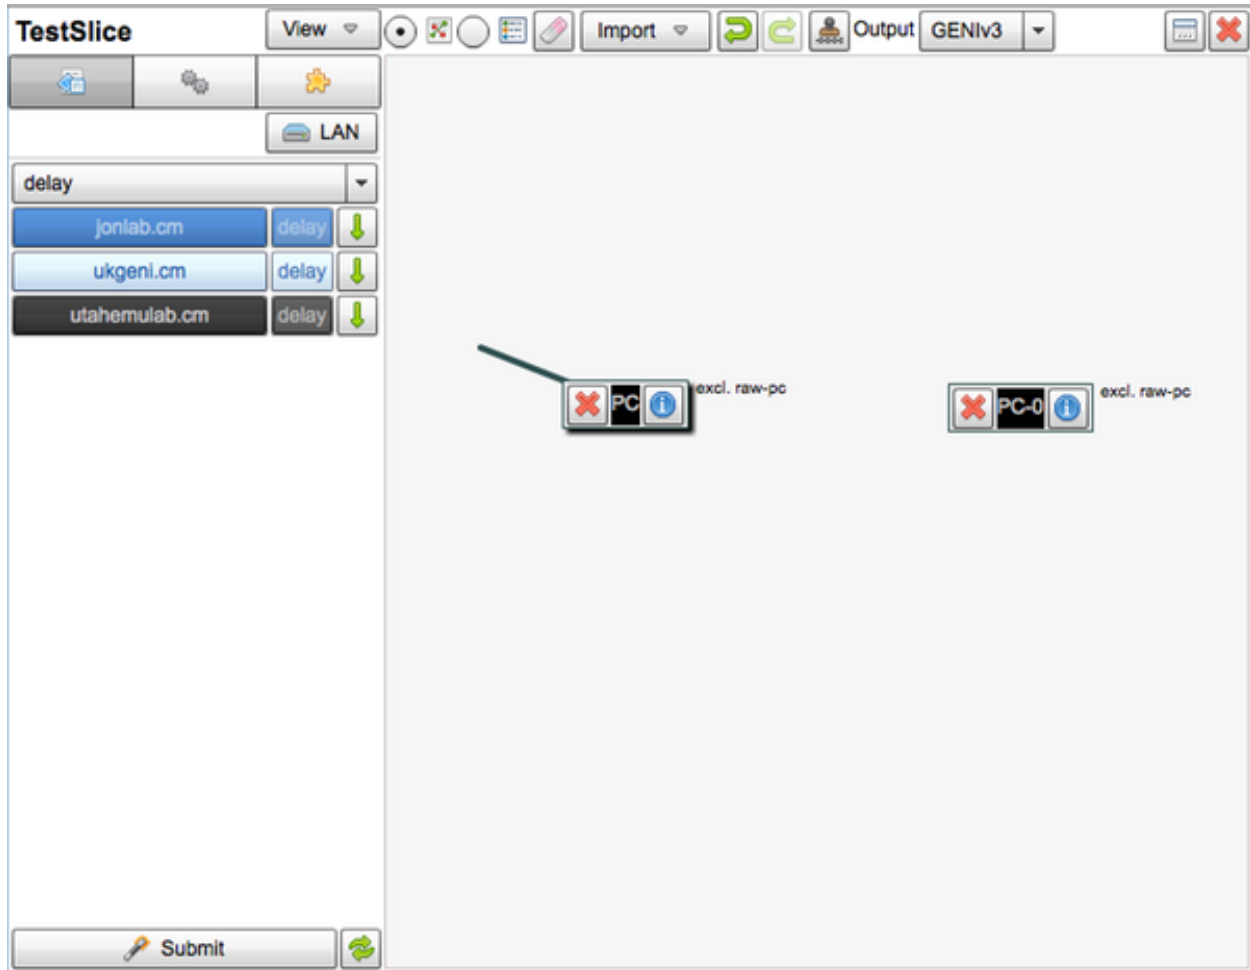 TestSlice View Import Output GENIv3
LAN
delay
jonlab.cm delay
ukgeni.cm delay
utahemulab.cm delay
PC excl. raw-pc
PC-0 excl. raw-pc
Submit